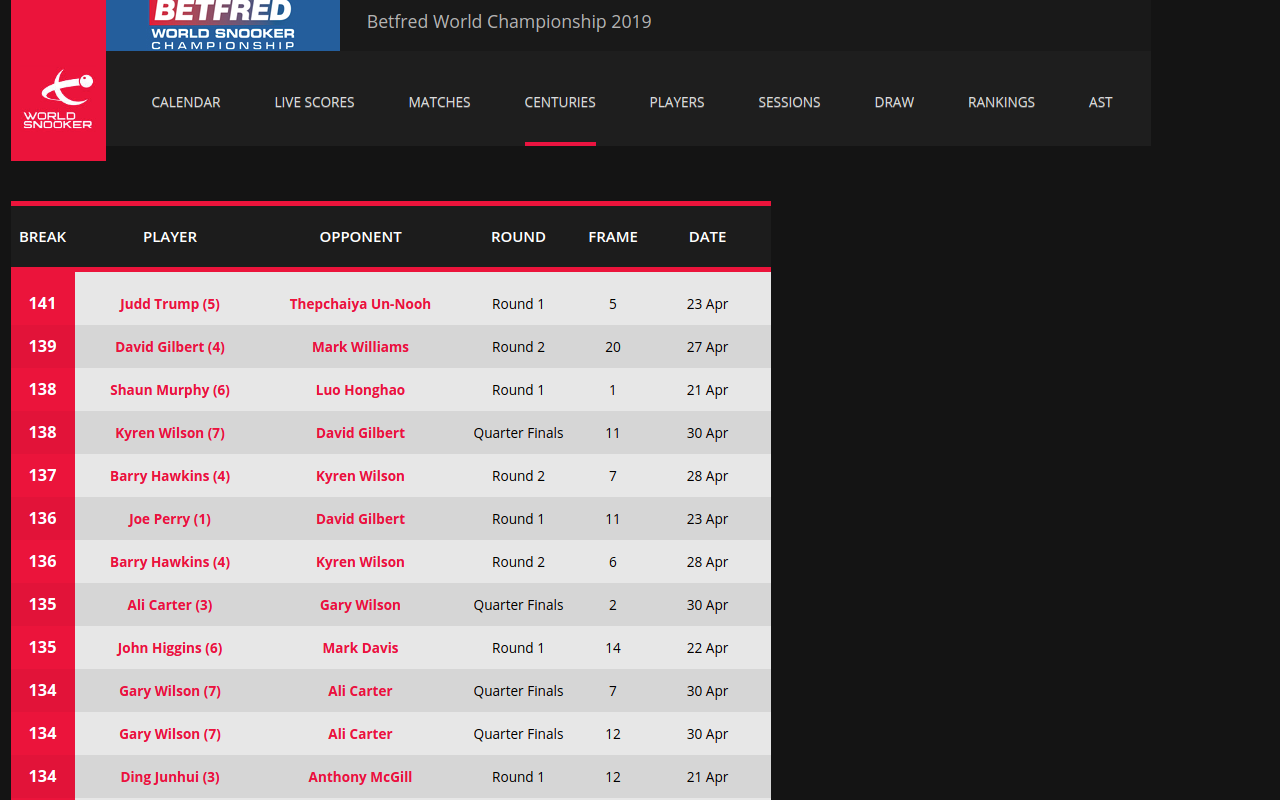 BETFRED
WORLD SNOOKER
CHAMPIONSHIP
Betfred World Championship 2019
WORLD
SNOOKER
CALENDAR LIVE SCORES MATCHES CENTURIES PLAYERS SESSIONS DRAW RANKINGS AST
BREAK PLAYER OPPONENT ROUND FRAME DATE
141 Judd Trump (5) Thepchaiya Un-Nooh Round 1 5 23 Apr
139 David Gilbert (4) Mark Williams Round 2 20 27 Apr
138 Shaun Murphy (6) Luo Honghao Round 1 1 21 Apr
138 Kyren Wilson (7) David Gilbert Quarter Finals 11 30 Apr
137 Barry Hawkins (4) Kyren Wilson Round 2 7 28 Apr
136 Joe Perry (1) David Gilbert Round 1 11 23 Apr
136 Barry Hawkins (4) Kyren Wilson Round 2 6 28 Apr
135 Ali Carter (3) Gary Wilson Quarter Finals 2 30 Apr
135 John Higgins (6) Mark Davis Round 1 14 22 Apr
134 Gary Wilson (7) Ali Carter Quarter Finals 7 30 Apr
134 Gary Wilson (7) Ali Carter Quarter Finals 12 30 Apr
134 Ding Junhui (3) Anthony McGill Round 1 12 21 Apr